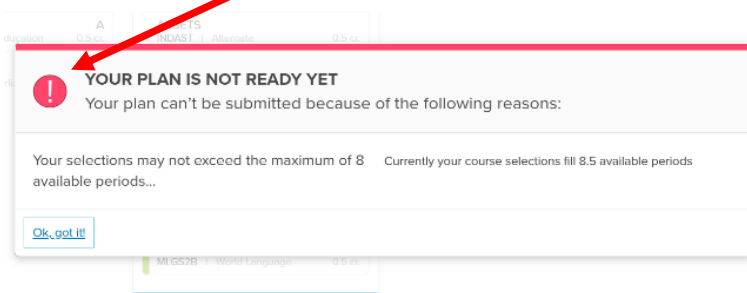 A
ASSETS
ducation 0.5 cr.
INDAST | Alternate 0.5 cr.
YOUR PLAN IS NOT READY YET
Your plan can't be submitted because of the following reasons:
Your selections may not exceed the maximum of 8
available periods...
Currently your course selections fill 8.5 available periods
Ok, got it!
MLGS2B | World Language 0.5 cr.